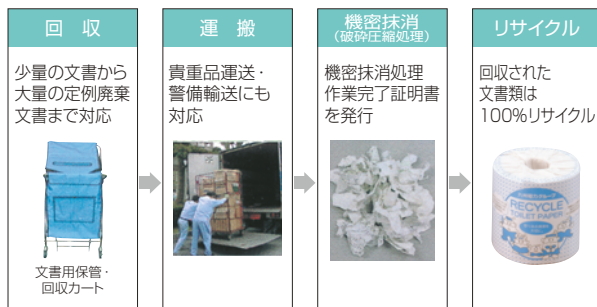 回 収
少量の文書から
大量の定例廃棄
文書まで対応
文書用保管・
回収カート
運 搬
貴重品運送・
警備輸送にも
対応
機密抹消
(破砕圧縮処理)
機密抹消処理
作業完了証明書
を発行
リサイクル
回収された
文書類は
100%リサイクル
RECYCLE
TOILET PAPER